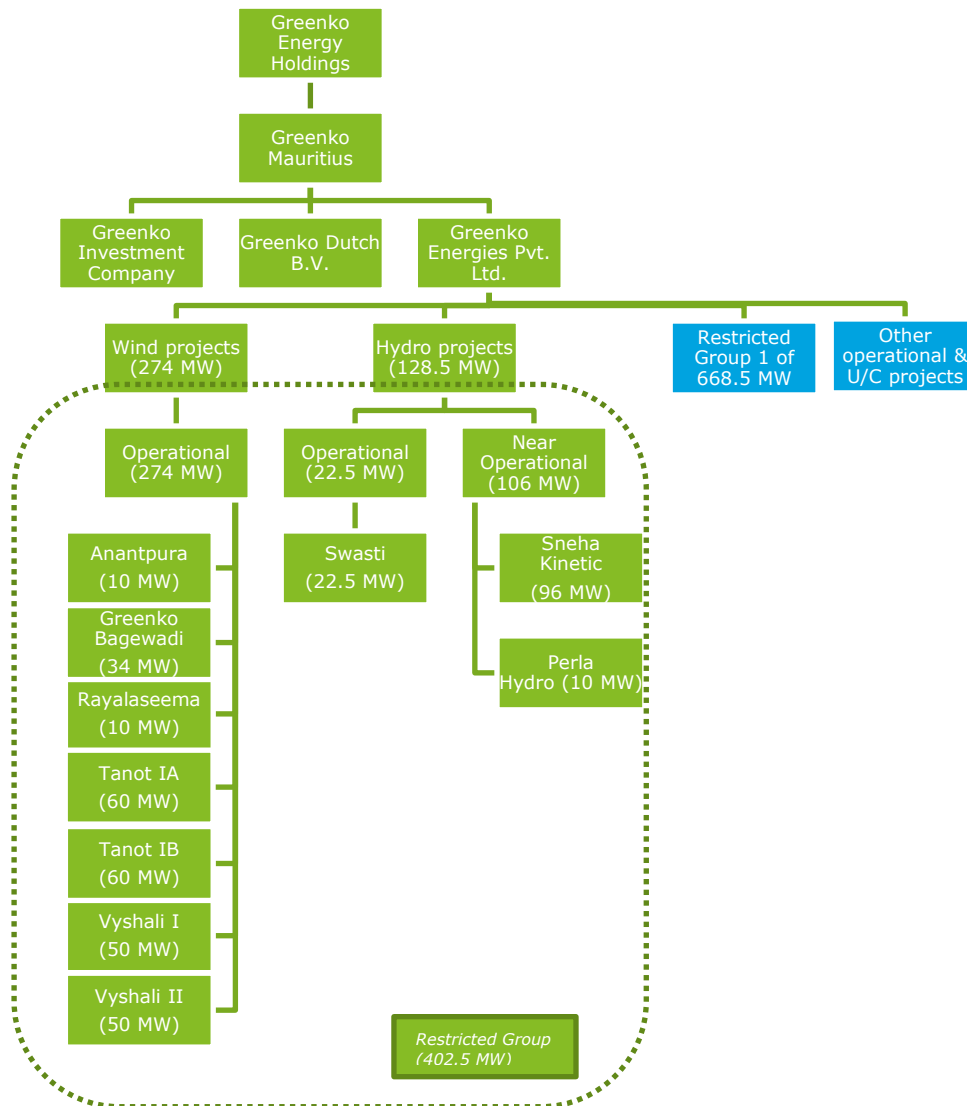 Greenko
Energy
Holdings
Greenko
Mauritius
Greenko
Investment
Company
Greenko Dutch
B.V.
Greenko
Energies Pvt.
Ltd.
Wind projects
(274 MW)
Hydro projects
(128.5 MW)
Restricted
Group 1 of
668.5 MW
Other
operational &
U/C projects
Operational
(274 MW)
Operational
(22.5 MW)
Near
Operational
(106 MW)
Anantpura
(10 MW)
Greenko
Bagewadi
(34 MW)
Rayalaseema
(10 MW)
Tanot IA
(60 MW)
Tanot IB
(60 MW)
Vyshali I
(50 MW)
Vyshali II
(50 MW)
Swasti
(22.5 MW)
Sneha
Kinetic
(96 MW)
Perla
Hydro (10 MW)
Restricted Group
(402.5 MW)